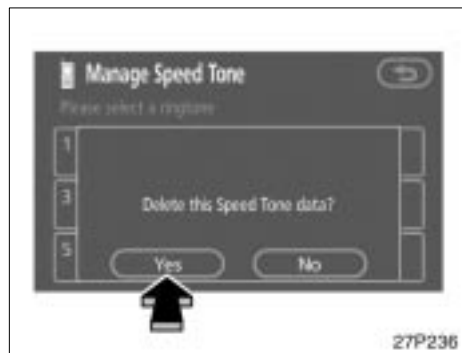 Manage Speed Tone
Please select a ringtone
1
3
5
Delete this Speed Tone data?
Yes No
27P236